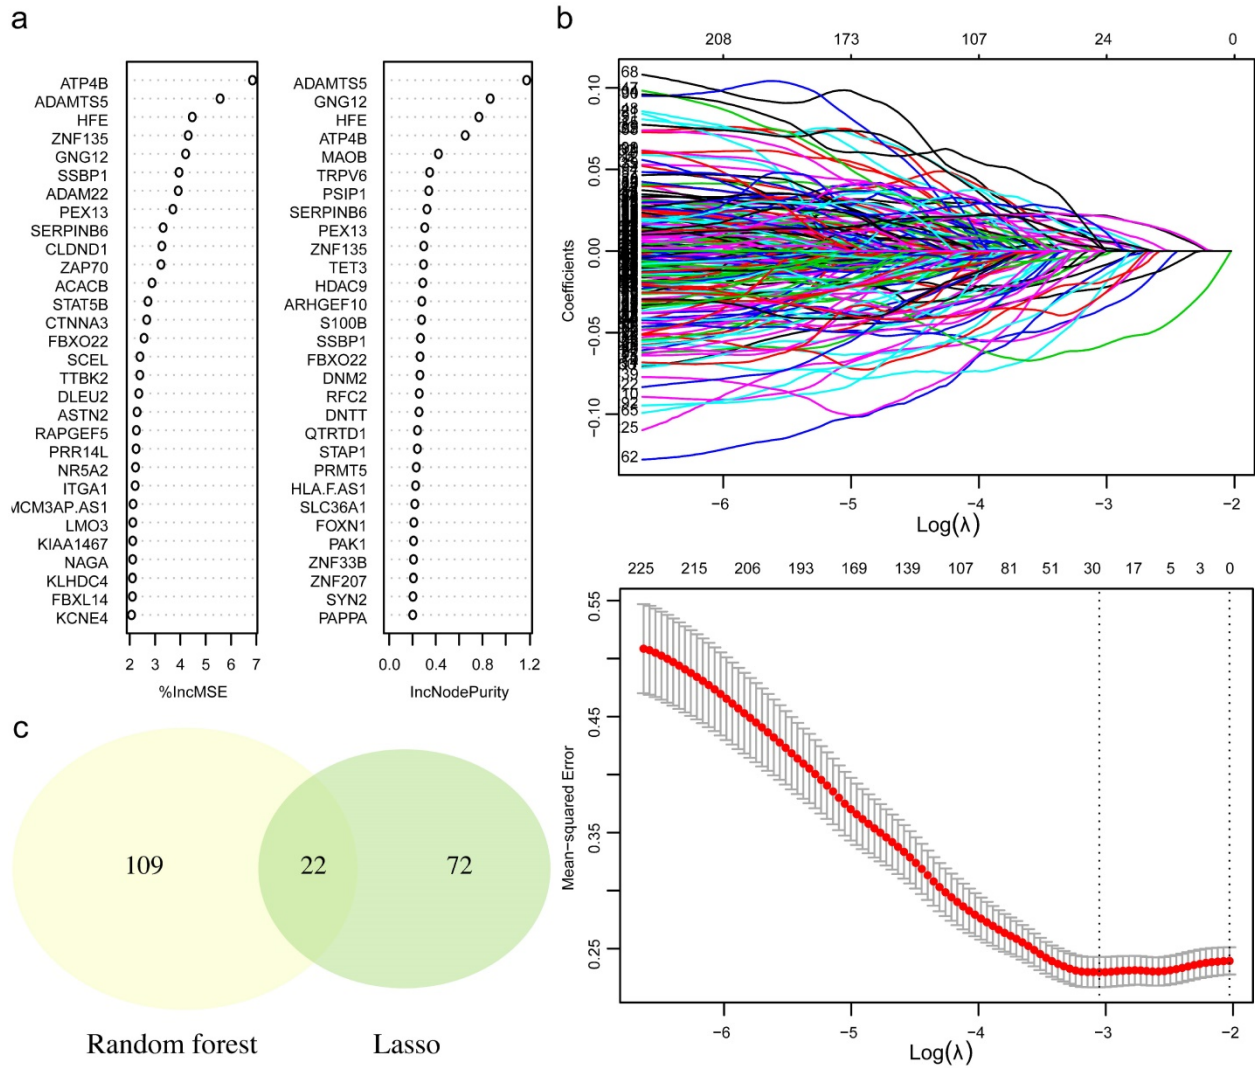 a
ATP4B
ADAMTS5
HFE
ZNF135
GNG12
SSBP1
ADAM22
PEX13
SERPINB6
CLDND1
ZAP70
ACACB
STAT5B
CTNNA3
FBXO22
SCEL
TTBK2
DLEU2
ASTN2
RAPGEF5
PRR14L
NR5A2
ITGA1
MCM3AP.AS1
LMO3
KIAA1467
NAGA
KLHDC4
FBXL14
KCNE4
2 3 4 5 6 7
%IncMSE
ADAMTS5
GNG12
HFE
ATP4B
MAOB
TRPV6
PSIP1
SERPINB6
PEX13
ZNF135
TET3
HDAC9
ARHGEF10
S100B
SSBP1
FBXO22
DNM2
RFC2
DNTT
QTRTD1
STAP1
PRMT5
HLA.F.AS1
SLC36A1
FOXN1
PAK1
ZNF33B
ZNF207
SYN2
PAPPA
0.0 0.4 0.8 1.2
IncNodePurity
b
208 173 107 24 0
Coefficients
0.10
0.05
0.00
−0.05
−0.10
68
47
39
22
10
92
65
25
62
−6 −5 −4 −3 −2
Log(λ)
225 215 206 193 169 139 107 81 51 30 17 5 3 0
Mean−squared Error
0.55
0.45
0.35
0.25
−6 −5 −4 −3 −2
Log(λ)
c
109 22 72
Random forest Lasso